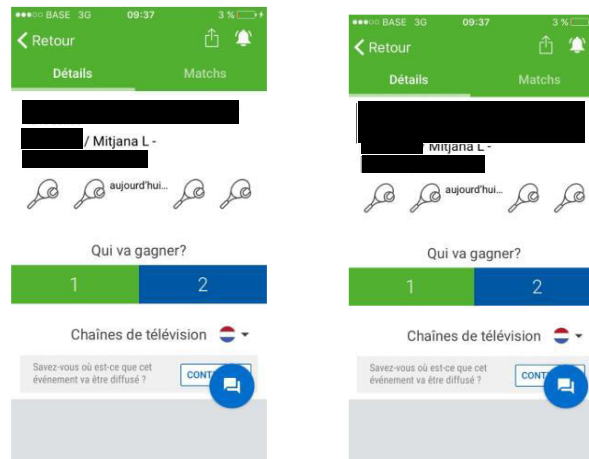 BASE 3G 09:37 3 %
Retour
Détails Matchs
/ Mitjana L -
aujourd'hui...
Qui va gagner?
1 2
Chaînes de télévision
Savez-vous où est-ce que cet
événement va être diffusé ?
CONT
BASE 3G 09:37 3 %
Retour
Détails Matchs
Mitjana L -
aujourd'hui...
Qui va gagner?
1 2
Chaînes de télévision
Savez-vous où est-ce que cet
événement va être diffusé ?
CONT